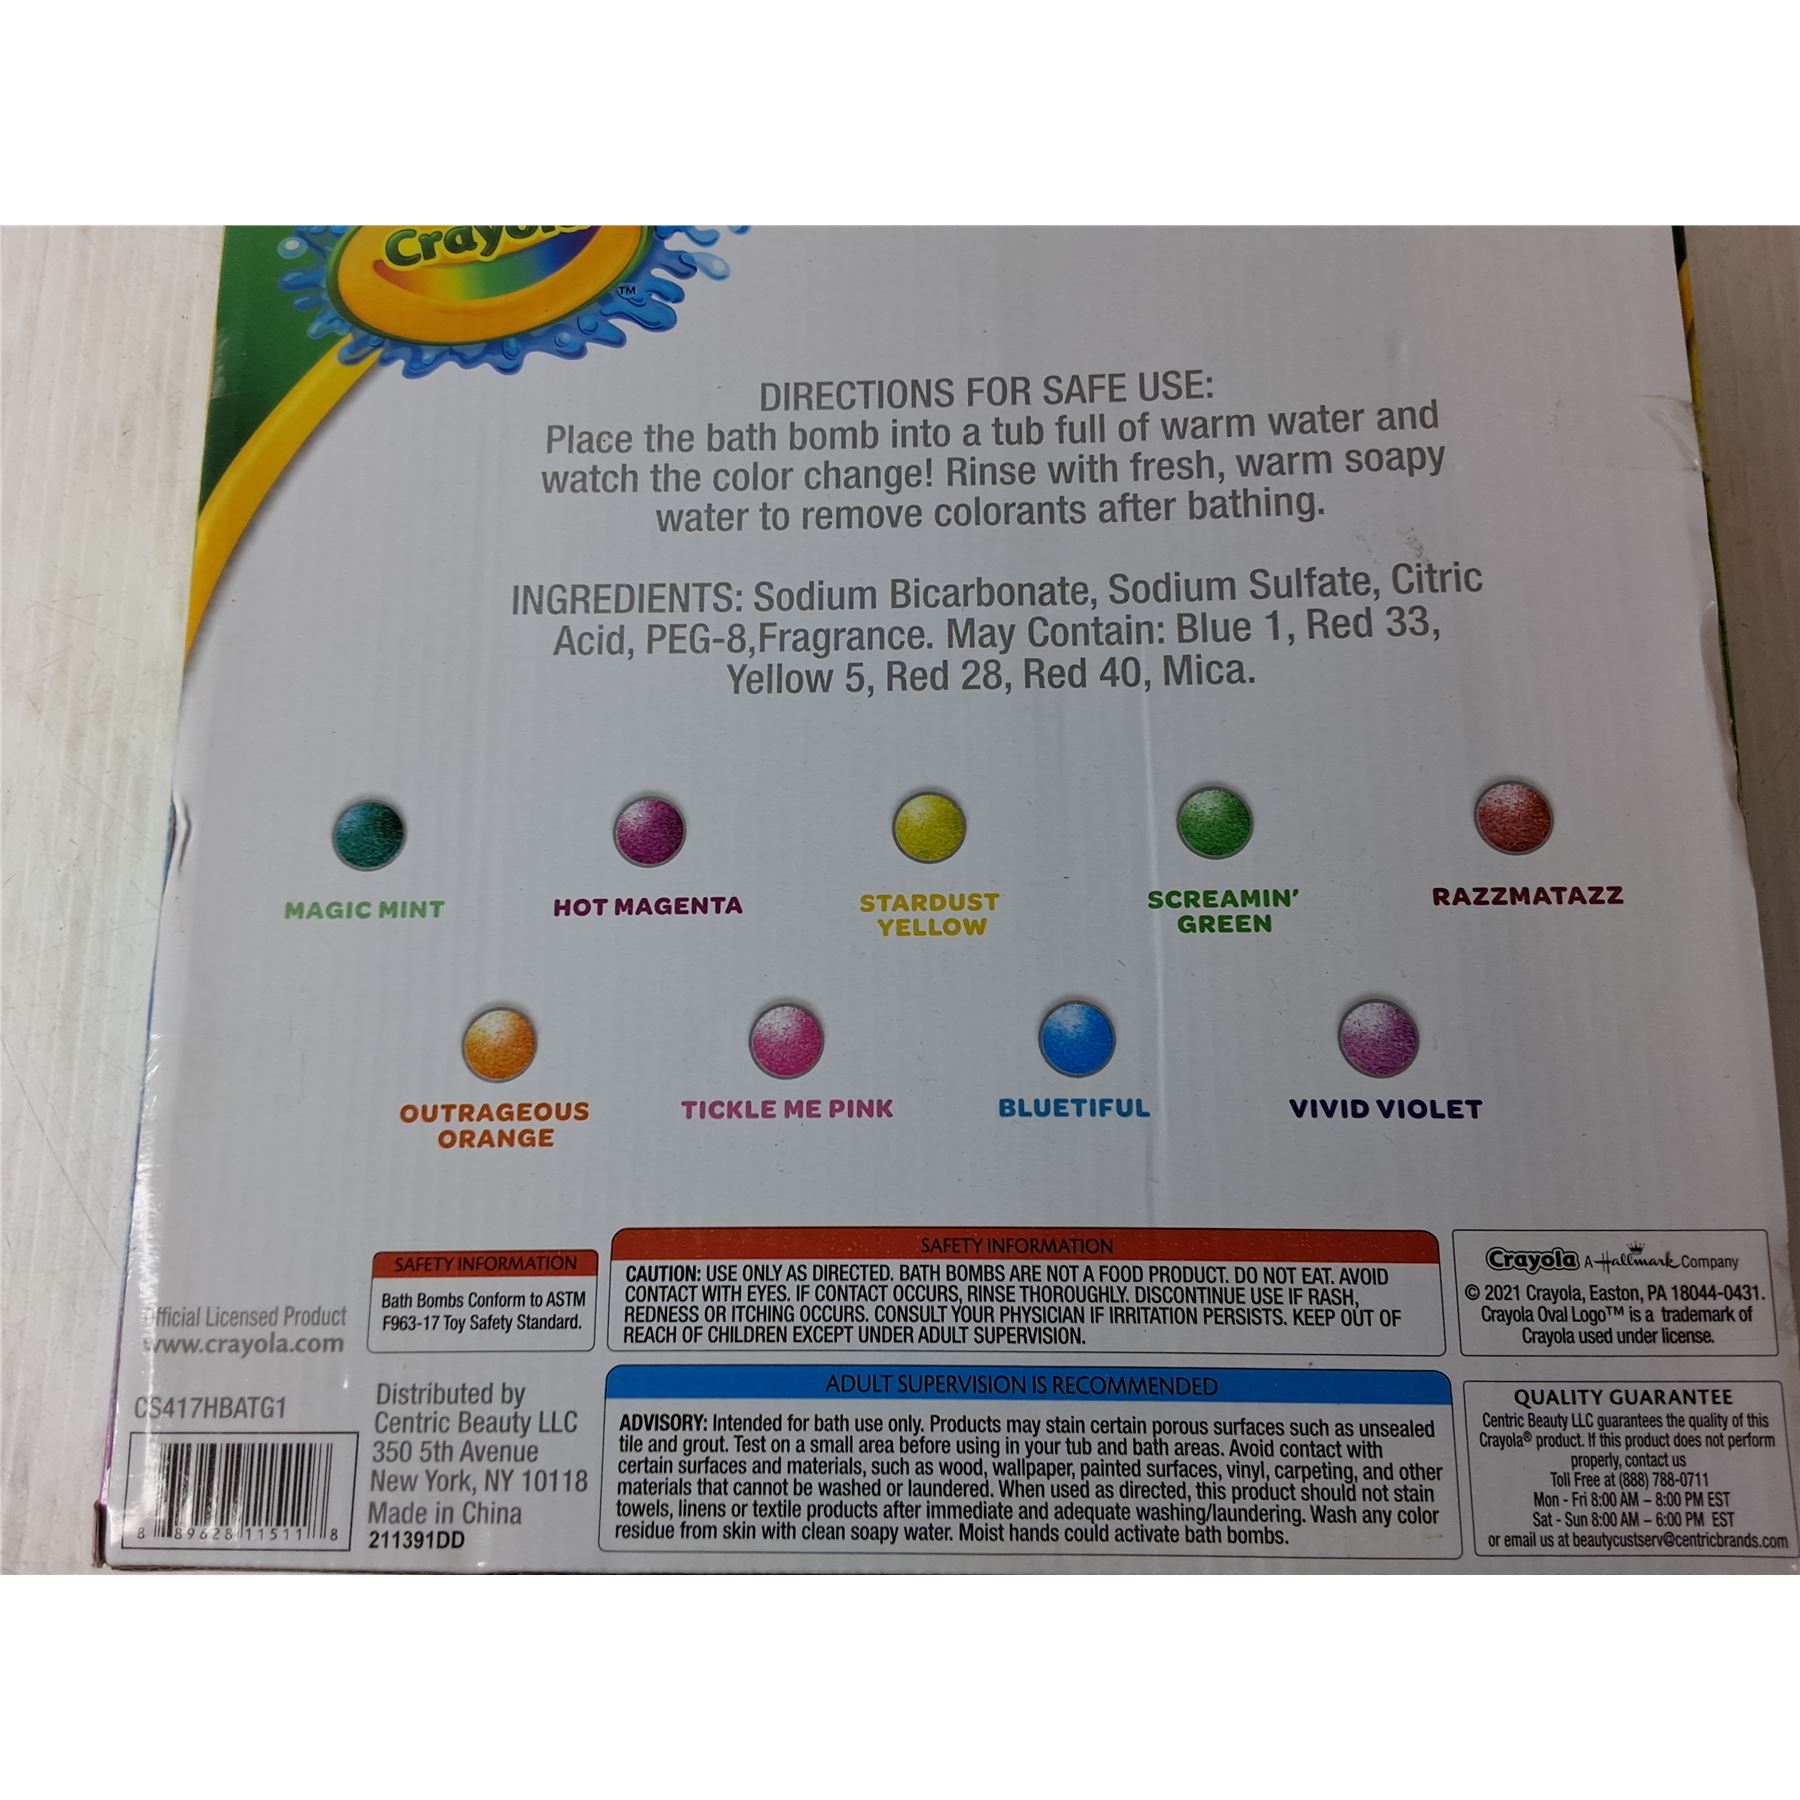 Crayola
TM
DIRECTIONS FOR SAFE USE:
Place the bath bomb into a tub full of warm water and
watch the color change! Rinse with fresh, warm soapy
water to remove colorants after bathing.
INGREDIENTS: Sodium Bicarbonate, Sodium Sulfate, Citric
Acid, PEG-8,Fragrance. May Contain: Blue 1, Red 33,
Yellow 5, Red 28, Red 40, Mica.
MAGIC MINT
HOT MAGENTA
STARDUST
YELLOW
SCREAMIN'
GREEN
RAZZMATAZZ
OUTRAGEOUS
ORANGE
TICKLE ME PINK
BLUETIFUL
VIVID VIOLET
Official Licensed Product
www.crayola.com
CS417HBATG1
8 89628 11511 8
SAFETY INFORMATION
Bath Bombs Conform to ASTM
F963-17 Toy Safety Standard.
Distributed by
Centric Beauty LLC
350 5th Avenue
New York, NY 10118
Made in China
211391DD
SAFETY INFORMATION
CAUTION: USE ONLY AS DIRECTED. BATH BOMBS ARE NOT A FOOD PRODUCT. DO NOT EAT. AVOID
CONTACT WITH EYES. IF CONTACT OCCURS, RINSE THOROUGHLY. DISCONTINUE USE IF RASH,
REDNESS OR ITCHING OCCURS. CONSULT YOUR PHYSICIAN IF IRRITATION PERSISTS. KEEP OUT OF
REACH OF CHILDREN EXCEPT UNDER ADULT SUPERVISION.
ADULT SUPERVISION IS RECOMMENDED
ADVISORY: Intended for bath use only. Products may stain certain porous surfaces such as unsealed
tile and grout. Test on a small area before using in your tub and bath areas. Avoid contact with
certain surfaces and materials, such as wood, wallpaper, painted surfaces, vinyl, carpeting, and other
materials that cannot be washed or laundered. When used as directed, this product should not stain
towels, linens or textile products after immediate and adequate washing/laundering. Wash any color
residue from skin with clean soapy water. Moist hands could activate bath bombs.
Crayola A Hallmark Company
© 2021 Crayola, Easton, PA 18044-0431.
Crayola Oval Logo™ is a trademark of
Crayola used under license.
QUALITY GUARANTEE
Centric Beauty LLC guarantees the quality of this
Crayola® product. If this product does not perform
properly, contact us
Toll Free at (888) 788-0711
Mon - Fri 8:00 AM – 8:00 PM EST
Sat - Sun 8:00 AM – 6:00 PM EST
or email us at beautycustserv@centricbrands.com